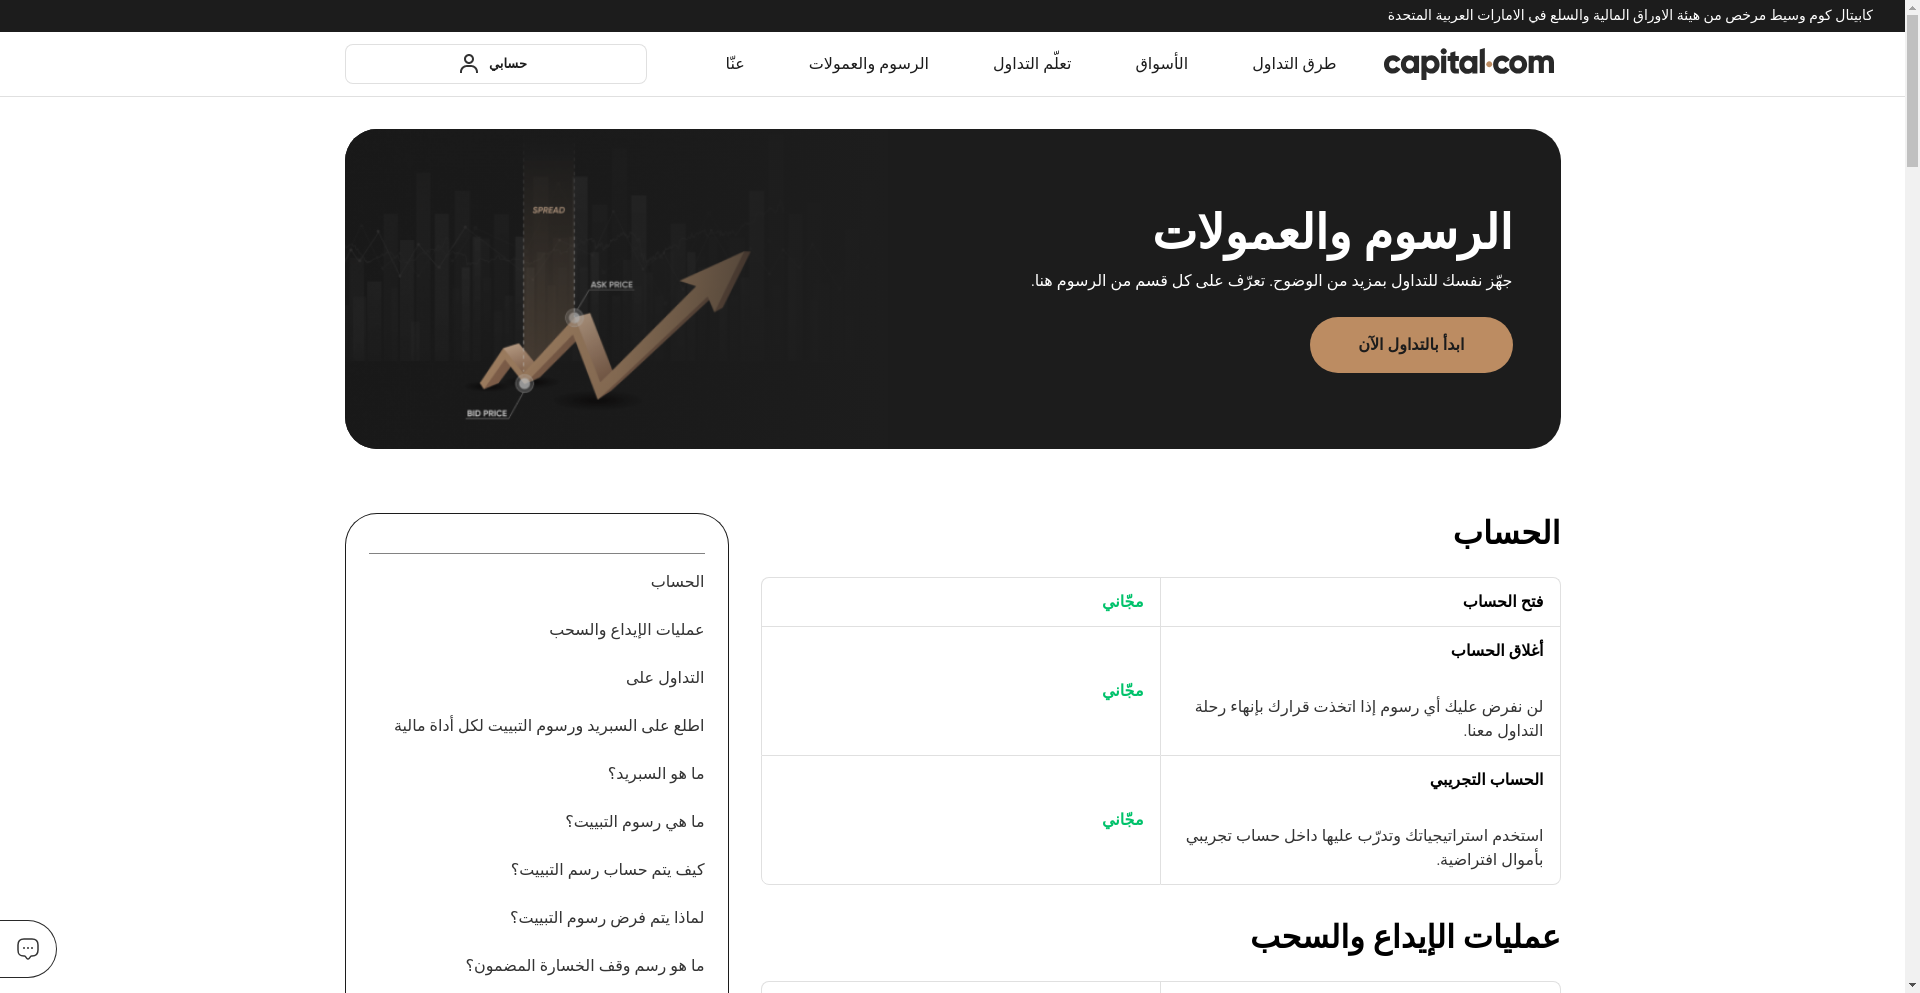 كابيتال كوم وسيط مرخص من هيئة الاوراق المالية والسلع في الامارات العربية المتحدة
capital.com
طرق التداول
الأسواق
تعلّم التداول
الرسوم والعمولات
عنّا
حسابي
الرسوم والعمولات
جهّز نفسك للتداول بمزيد من الوضوح. تعرّف على كل قسم من الرسوم هنا.
ابدأ بالتداول الآن
SPREAD
ASK PRICE
BID PRICE
الحساب
فتح الحساب
مجّاني
أغلاق الحساب
لن نفرض عليك أي رسوم إذا اتخذت قرارك بإنهاء رحلة
التداول معنا.
مجّاني
الحساب التجريبي
استخدم استراتيجياتك وتدرّب عليها داخل حساب تجريبي
بأموال افتراضية.
مجّاني
عمليات الإيداع والسحب
الحساب
عمليات الإيداع والسحب
التداول على
اطلع على السبريد ورسوم التبييت لكل أداة مالية
ما هو السبريد؟
ما هي رسوم التبييت؟
كيف يتم حساب رسم التبييت؟
لماذا يتم فرض رسوم التبييت؟
ما هو رسم وقف الخسارة المضمون؟